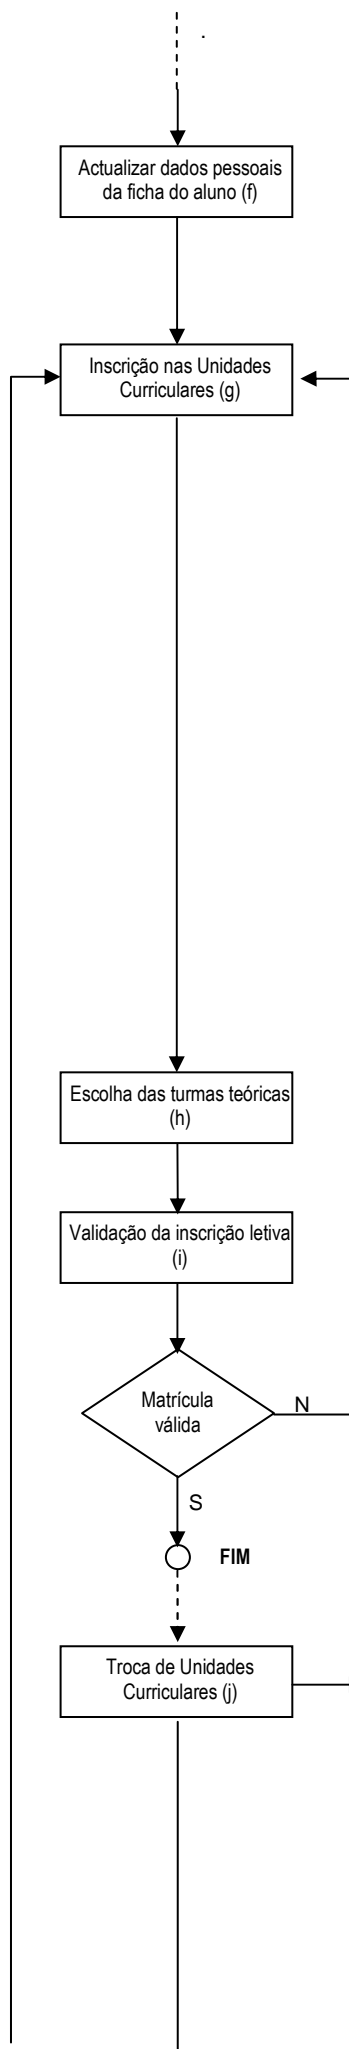 .
Actualizar dados pessoais
da ficha do aluno (f)
Inscrição nas Unidades
Curriculares (g)
Escolha das turmas teóricas
(h)
Validação da inscrição letiva
(i)
Matrícula
válida
N
S
FIM
Troca de Unidades
Curriculares (j)